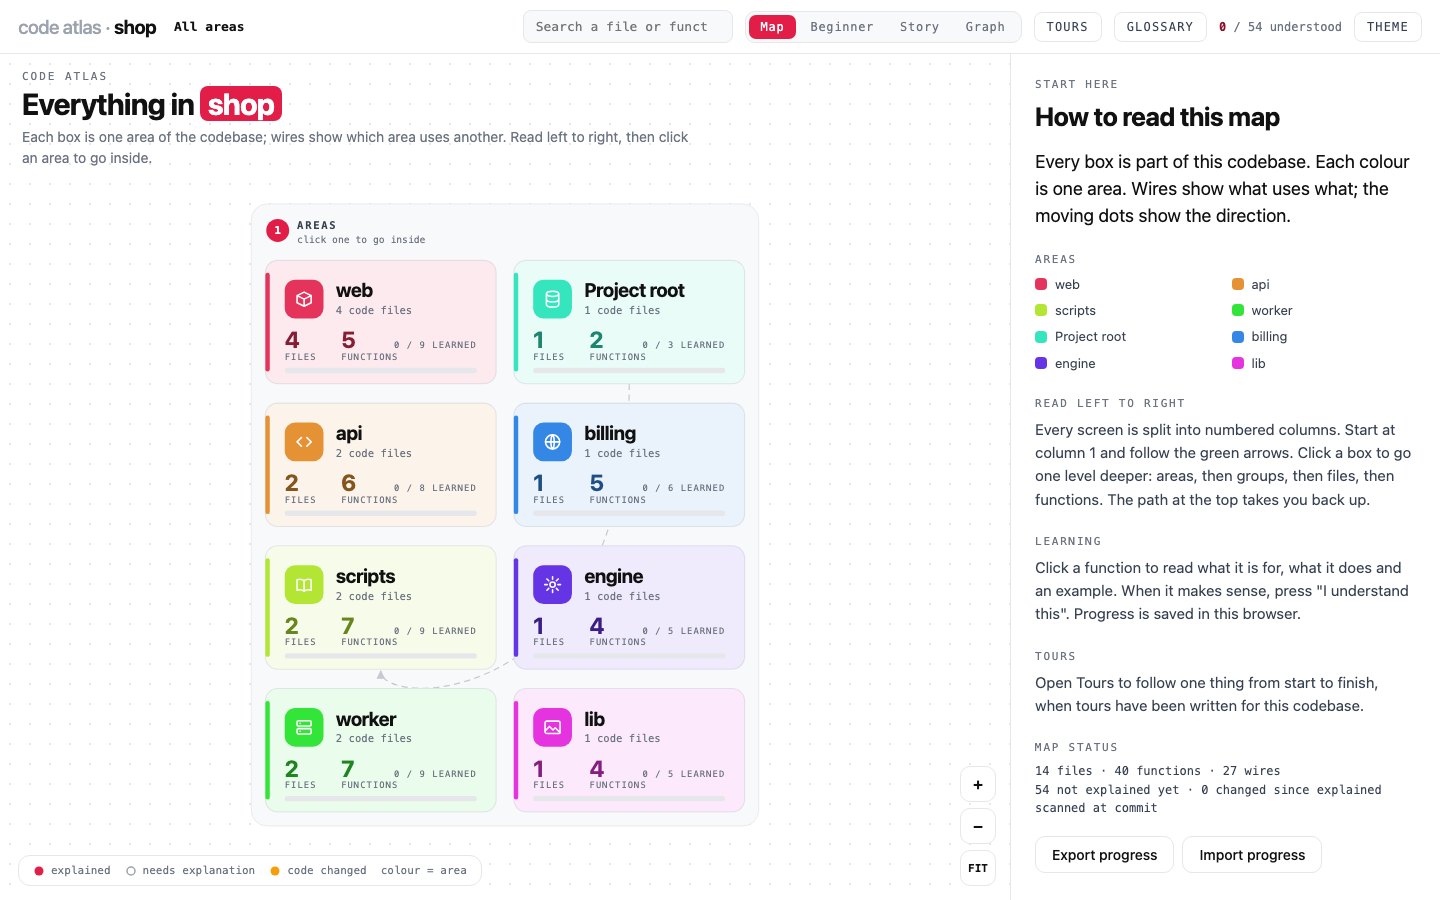 code atlas · shop All areas
Search a file or funct
Map Beginner Story Graph
TOURS GLOSSARY 0 / 54 understood THEME
CODE ATLAS
Everything in shop
Each box is one area of the codebase; wires show which area uses another. Read left to right, then click
an area to go inside.
1 AREAS
click one to go inside
web
4 code files
4 5 0 / 9 LEARNED
FILES FUNCTIONS
Project root
1 code files
1 2 0 / 3 LEARNED
FILES FUNCTIONS
api
2 code files
2 6 0 / 8 LEARNED
FILES FUNCTIONS
billing
1 code files
1 5 0 / 6 LEARNED
FILES FUNCTIONS
scripts
2 code files
2 7 0 / 9 LEARNED
FILES FUNCTIONS
engine
1 code files
1 4 0 / 5 LEARNED
FILES FUNCTIONS
worker
2 code files
2 7 0 / 9 LEARNED
FILES FUNCTIONS
lib
1 code files
1 4 0 / 5 LEARNED
FILES FUNCTIONS
+
−
FIT
explained needs explanation code changed colour = area
START HERE
How to read this map
Every box is part of this codebase. Each colour
is one area. Wires show what uses what; the
moving dots show the direction.
AREAS
web api
scripts worker
Project root billing
engine lib
READ LEFT TO RIGHT
Every screen is split into numbered columns. Start at
column 1 and follow the green arrows. Click a box to go
one level deeper: areas, then groups, then files, then
functions. The path at the top takes you back up.
LEARNING
Click a function to read what it is for, what it does and
an example. When it makes sense, press "I understand
this". Progress is saved in this browser.
TOURS
Open Tours to follow one thing from start to finish,
when tours have been written for this codebase.
MAP STATUS
14 files · 40 functions · 27 wires
54 not explained yet · 0 changed since explained
scanned at commit
Export progress Import progress